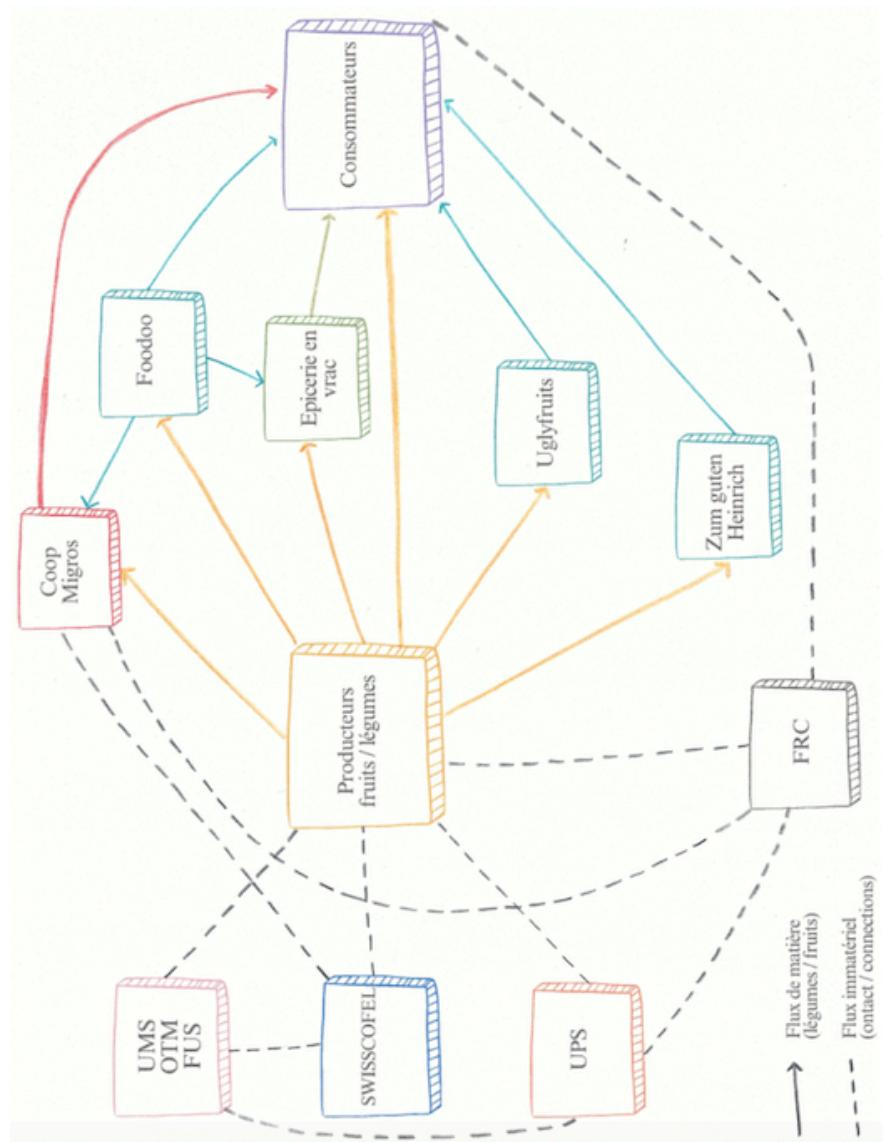 UMS
OTM
FUS
SWISSCOFEL
UPS
Coop
Migros
Producteurs
fruits / légumes
FRC
Foodoo
Epicerie en
vrac
Uglyfruits
Zum guten
Heinrich
Consommateurs
Flux de matière
(légumes / fruits)
Flux immatériel
(ontact / connections)